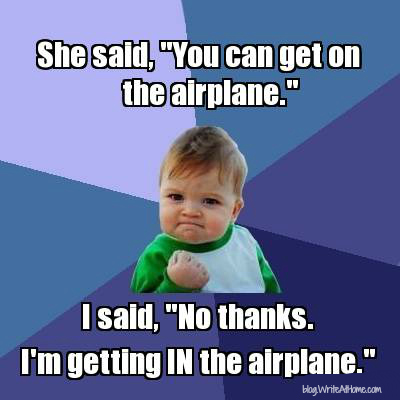 She said, "You can get on
the airplane."
I said, "No thanks.
I'm getting IN the airplane."
blog.WriteAtHome.com